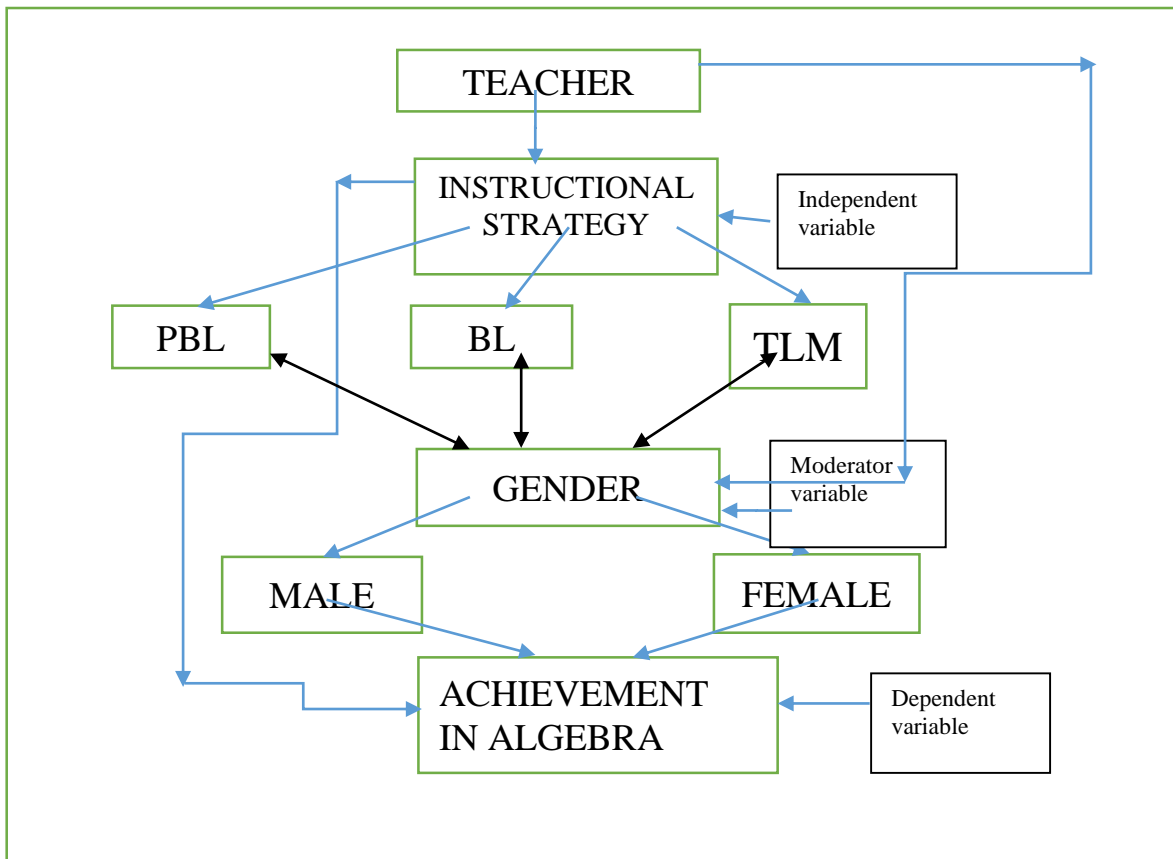 TEACHER
INSTRUCTIONAL
STRATEGY
Independent
variable
PBL
BL
TLM
GENDER
Moderator
variable
MALE
FEMALE
ACHIEVEMENT
IN ALGEBRA
Dependent
variable